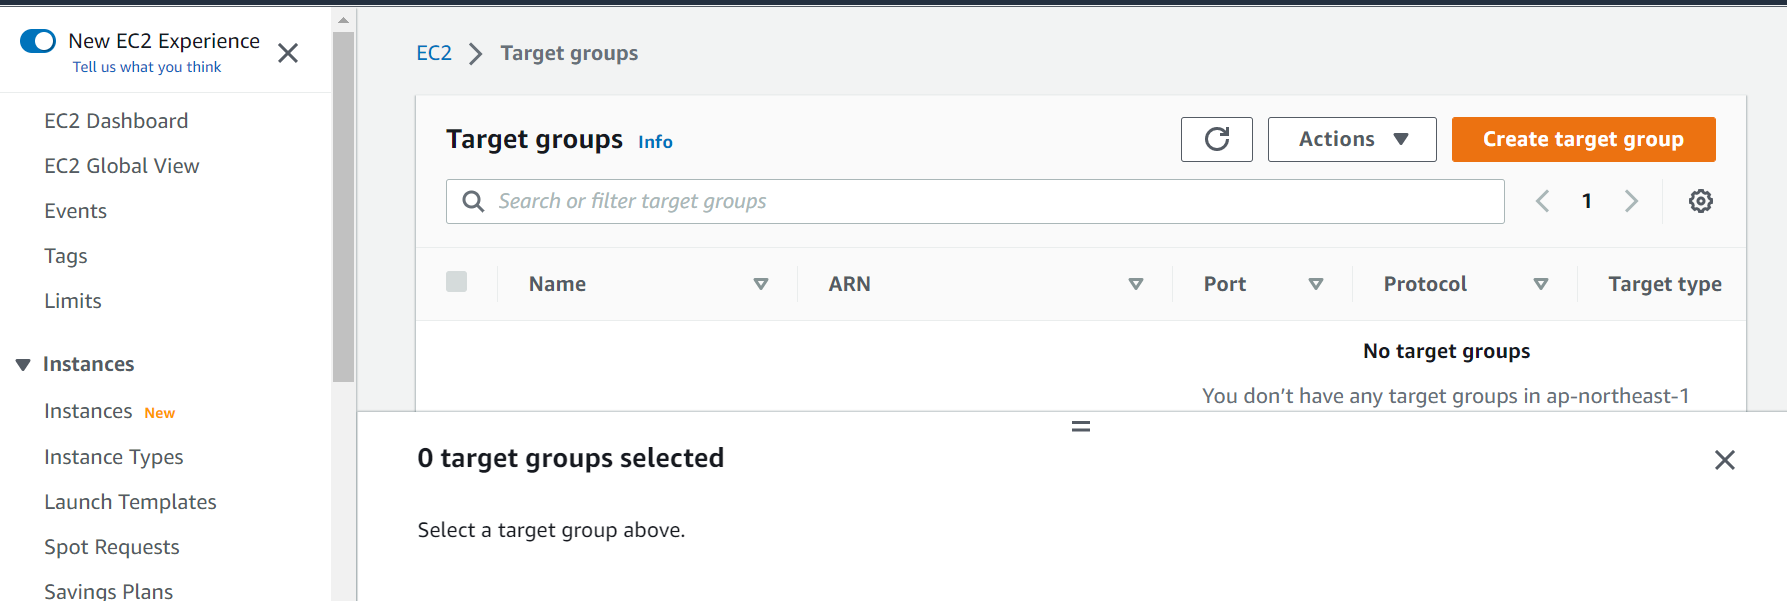 New EC2 Experience
Tell us what you think
EC2 Dashboard
EC2 Global View
Events
Tags
Limits
Instances
Instances New
Instance Types
Launch Templates
Spot Requests
Savings Plans
EC2 Target groups
Target groups Info
Actions
Create target group
Search or filter target groups
1
Name ARN Port Protocol Target type
No target groups
You don’t have any target groups in ap-northeast-1
0 target groups selected
Select a target group above.